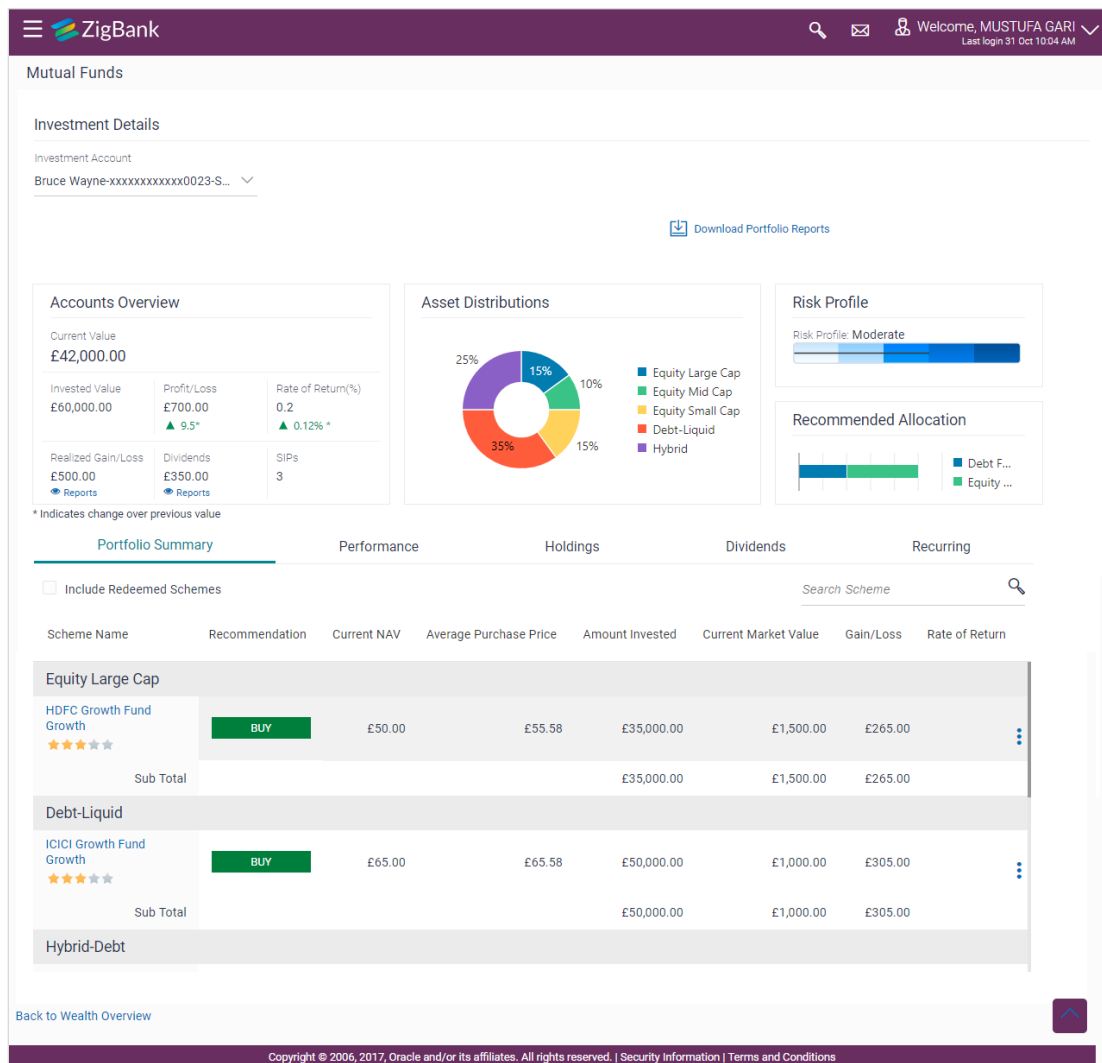 ZigBank
Welcome, MUSTUFA GARI
Last login 31 Oct 10:04 AM
Mutual Funds
Investment Details
Investment Account
Bruce Wayne-xxxxxxxxxxxx0023-S...
Download Portfolio Reports
Accounts Overview
Current Value
£42,000.00
Invested Value Profit/Loss Rate of Return(%)
£60,000.00 £700.00 0.2
▲ 9.5* ▲ 0.12% *
Realized Gain/Loss Dividends SIPs
£500.00 £350.00 3
Reports Reports
* Indicates change over previous value
Asset Distributions
25%
15%
10%
35%
15%
Equity Large Cap
Equity Mid Cap
Equity Small Cap
Debt-Liquid
Hybrid
Risk Profile
Risk Profile: Moderate
Recommended Allocation
Debt F...
Equity ...
Portfolio Summary Performance Holdings Dividends Recurring
Include Redeemed Schemes Search Scheme
Scheme Name Recommendation Current NAV Average Purchase Price Amount Invested Current Market Value Gain/Loss Rate of Return
Equity Large Cap
HDFC Growth Fund
Growth
BUY £50.00 £55.58 £35,000.00 £1,500.00 £265.00
Sub Total £35,000.00 £1,500.00 £265.00
Debt-Liquid
ICICI Growth Fund
Growth
BUY £65.00 £65.58 £50,000.00 £1,000.00 £305.00
Sub Total £50,000.00 £1,000.00 £305.00
Hybrid-Debt
Back to Wealth Overview
Copyright © 2006, 2017, Oracle and/or its affiliates. All rights reserved. | Security Information | Terms and Conditions